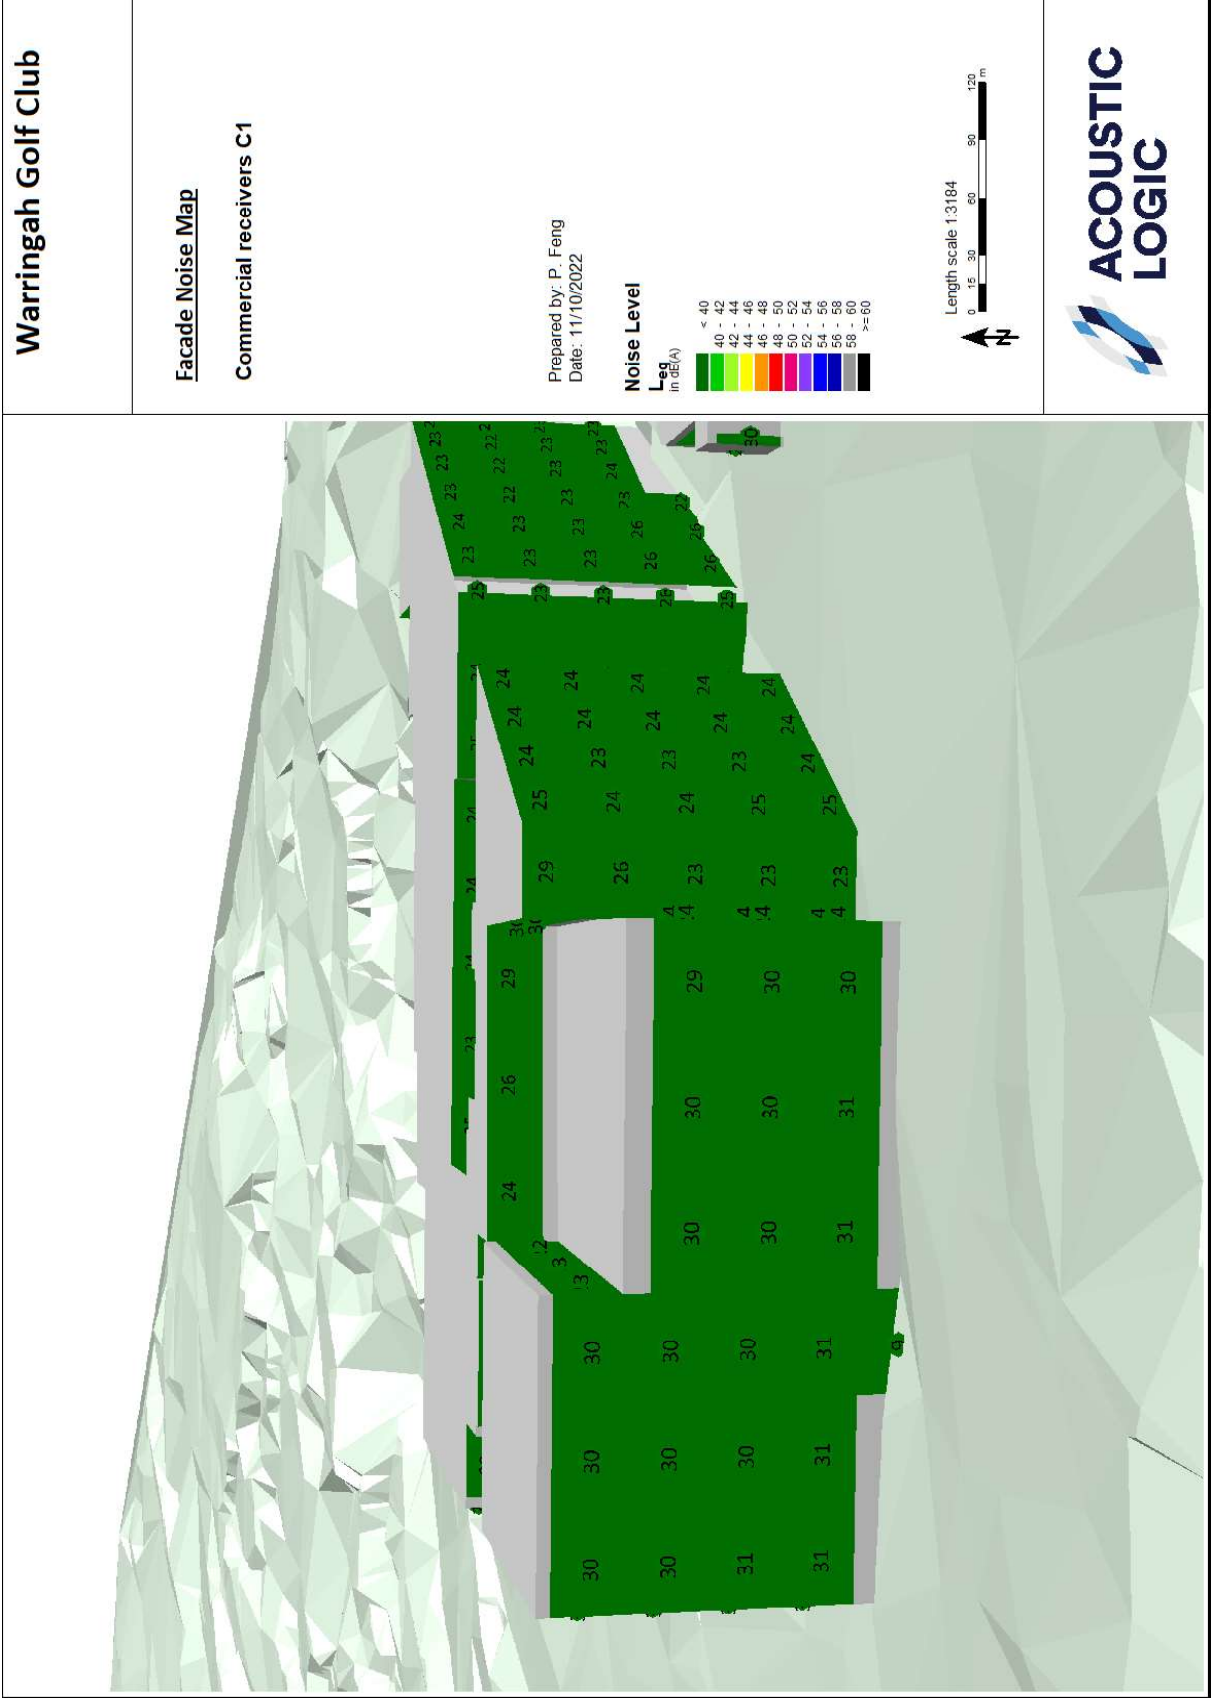 Warringah Golf Club
Facade Noise Map
Commercial receivers C1
Prepared by: P. Feng
Date: 11/10/2022
Noise Level
Leq
in dB(A)
< 40
40 - 42
42 - 44
44 - 46
46 - 48
48 - 50
50 - 52
52 - 54
54 - 56
56 - 58
58 - 60
>=60
Length scale 1:3184
0 15 30 60 90 120
m
N
ACOUSTIC
LOGIC
30 30 30
30 30 30
31 30 30
31 31 31
24 26 29
30 30 29
30 30 30
31 31 30
23 24 24
29 25 24 24 24
26 24 23 24 24
23 24 23 24 24
23 25 23 24 24
23 25 24 24 24
23 24 23 23 23
23 23 22 22 22
23 23 23 23
26 26 23 24 23 23
26 26 22
30